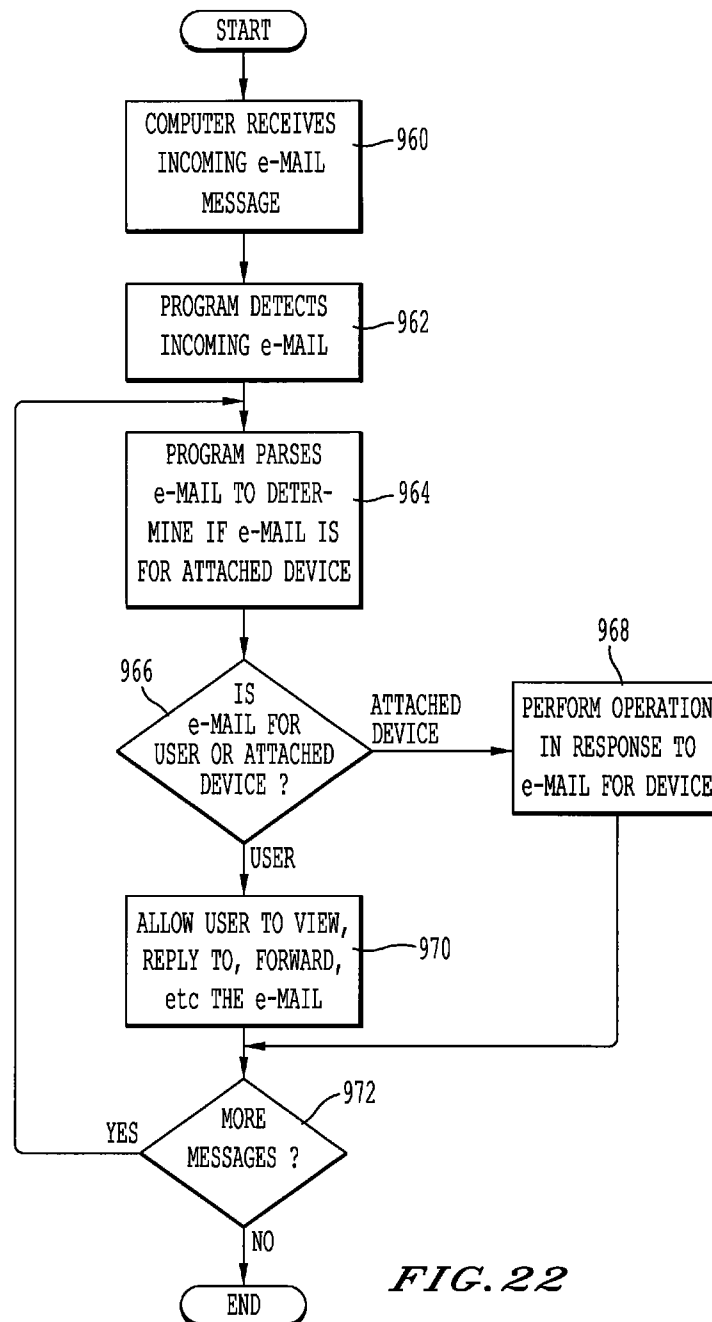 START
COMPUTER RECEIVES
INCOMING e-MAIL
MESSAGE
960
PROGRAM DETECTS
INCOMING e-MAIL
962
PROGRAM PARSES
e-MAIL TO DETER-
MINE IF e-MAIL IS
FOR ATTACHED DEVICE
964
966
IS
e-MAIL FOR
USER OR ATTACHED
DEVICE ?
ATTACHED
DEVICE
968
PERFORM OPERATION
IN RESPONSE TO
e-MAIL FOR DEVICE
USER
ALLOW USER TO VIEW,
REPLY TO, FORWARD,
etc THE e-MAIL
970
972
MORE
MESSAGES ?
YES
NO
END
FIG.22